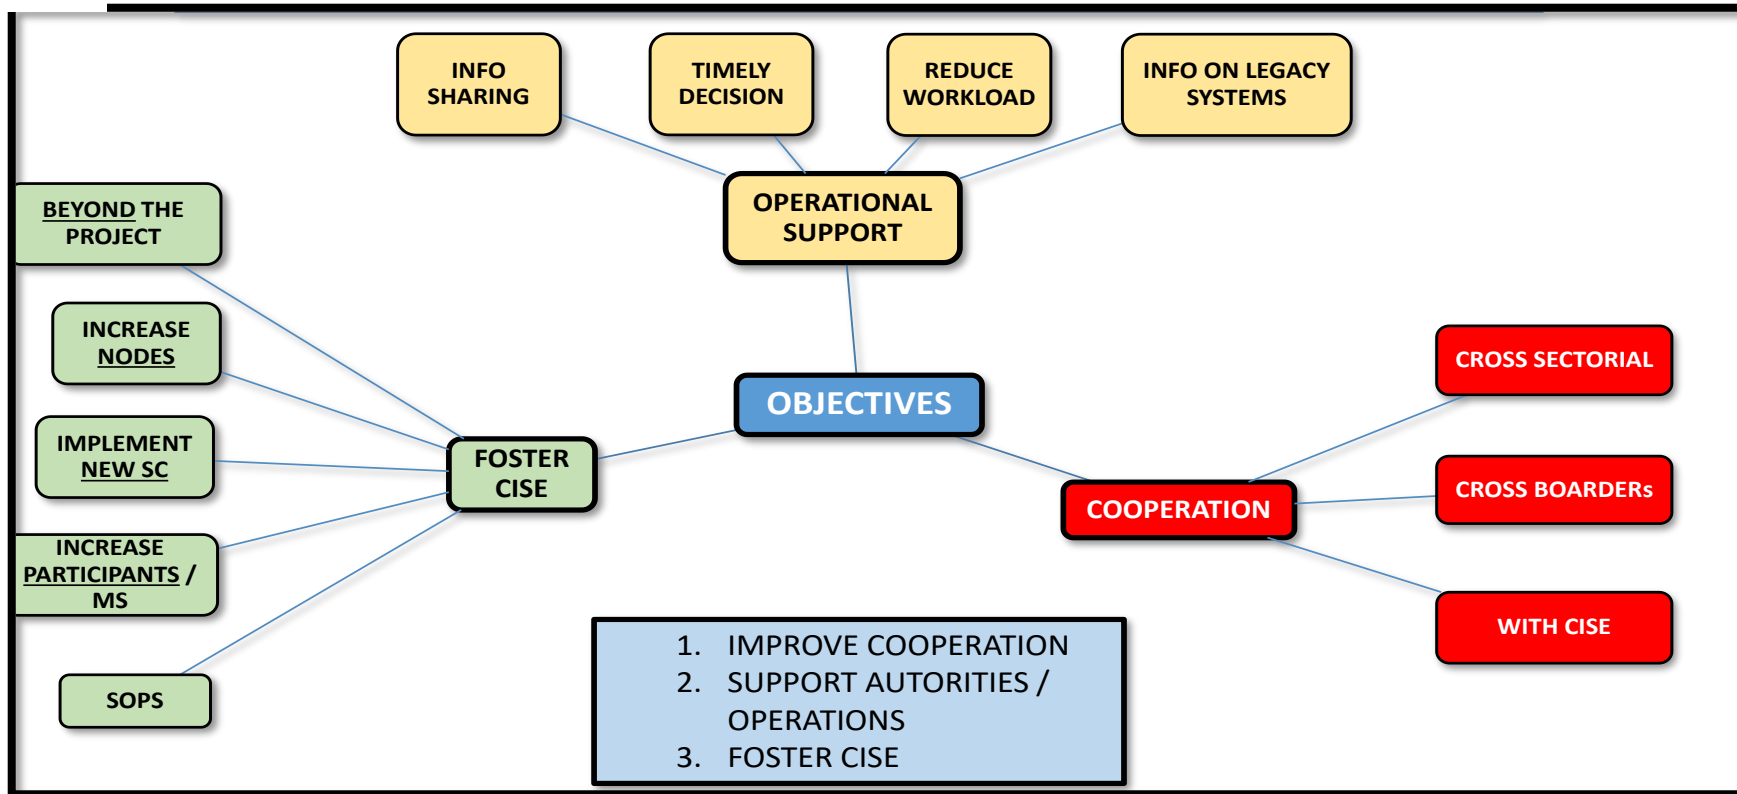 INFO
SHARING
TIMELY
DECISION
REDUCE
WORKLOAD
INFO ON LEGACY
SYSTEMS
OPERATIONAL
SUPPORT
BEYOND THE
PROJECT
INCREASE
NODES
IMPLEMENT
NEW SC
INCREASE
PARTICIPANTS /
MS
SOPS
FOSTER
CISE
OBJECTIVES
COOPERATION
CROSS SECTORIAL
CROSS BOARDERs
WITH CISE
1. IMPROVE COOPERATION
2. SUPPORT AUTORITIES /
OPERATIONS
3. FOSTER CISE